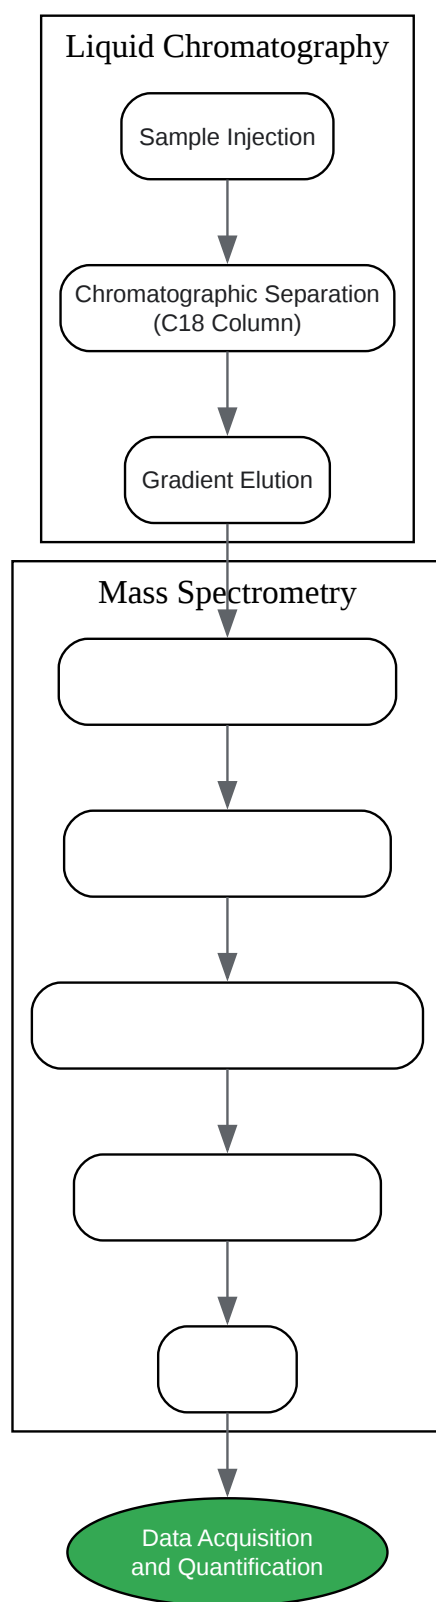 Liquid Chromatography
Sample Injection
Chromatographic Separation
(C18 Column)
Gradient Elution
Mass Spectrometry
Data Acquisition
and Quantification